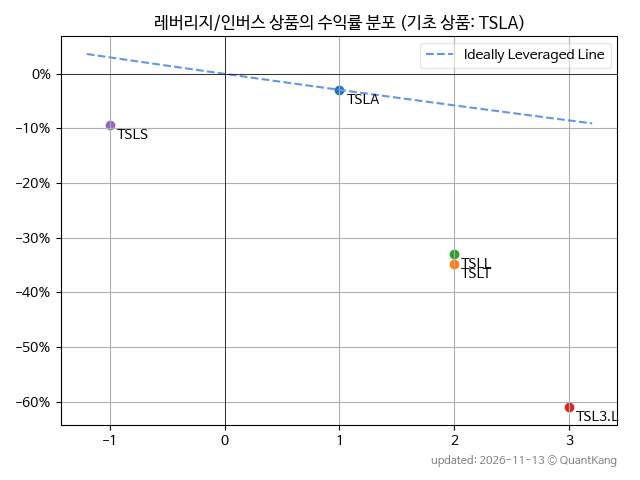 레버리지/인버스 상품의 수익률 분포 (기초 상품: TSLA)
Ideally Leveraged Line
0%
TSLA
−10%
TSLS
−20%
−30%
TSLL
TSLT
−40%
−50%
−60%
TSL3.L
−1 0 1 2 3
updated: 2026-11-13 © QuantKang